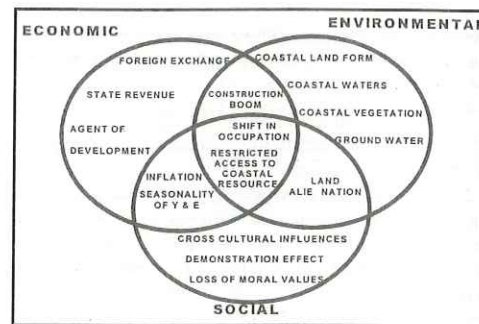 ECONOMIC
ENVIRONMENTAL
FOREIGN EXCHANGE
COASTAL LAND FORM
STATE REVENUE
CONSTRUCTION
BOOM
COASTAL WATERS
COASTAL VEGETATION
AGENT OF
DEVELOPMENT
SHIFT IN
OCCUPATION
GROUND WATER
RESTRICTED
ACCESS TO
COASTAL
RESOURCE
INFLATION
SEASONALITY
OF Y & E
LAND
ALIE NATION
CROSS CULTURAL INFLUENCES
DEMONSTRATION EFFECT
LOSS OF MORAL VALUES
SOCIAL